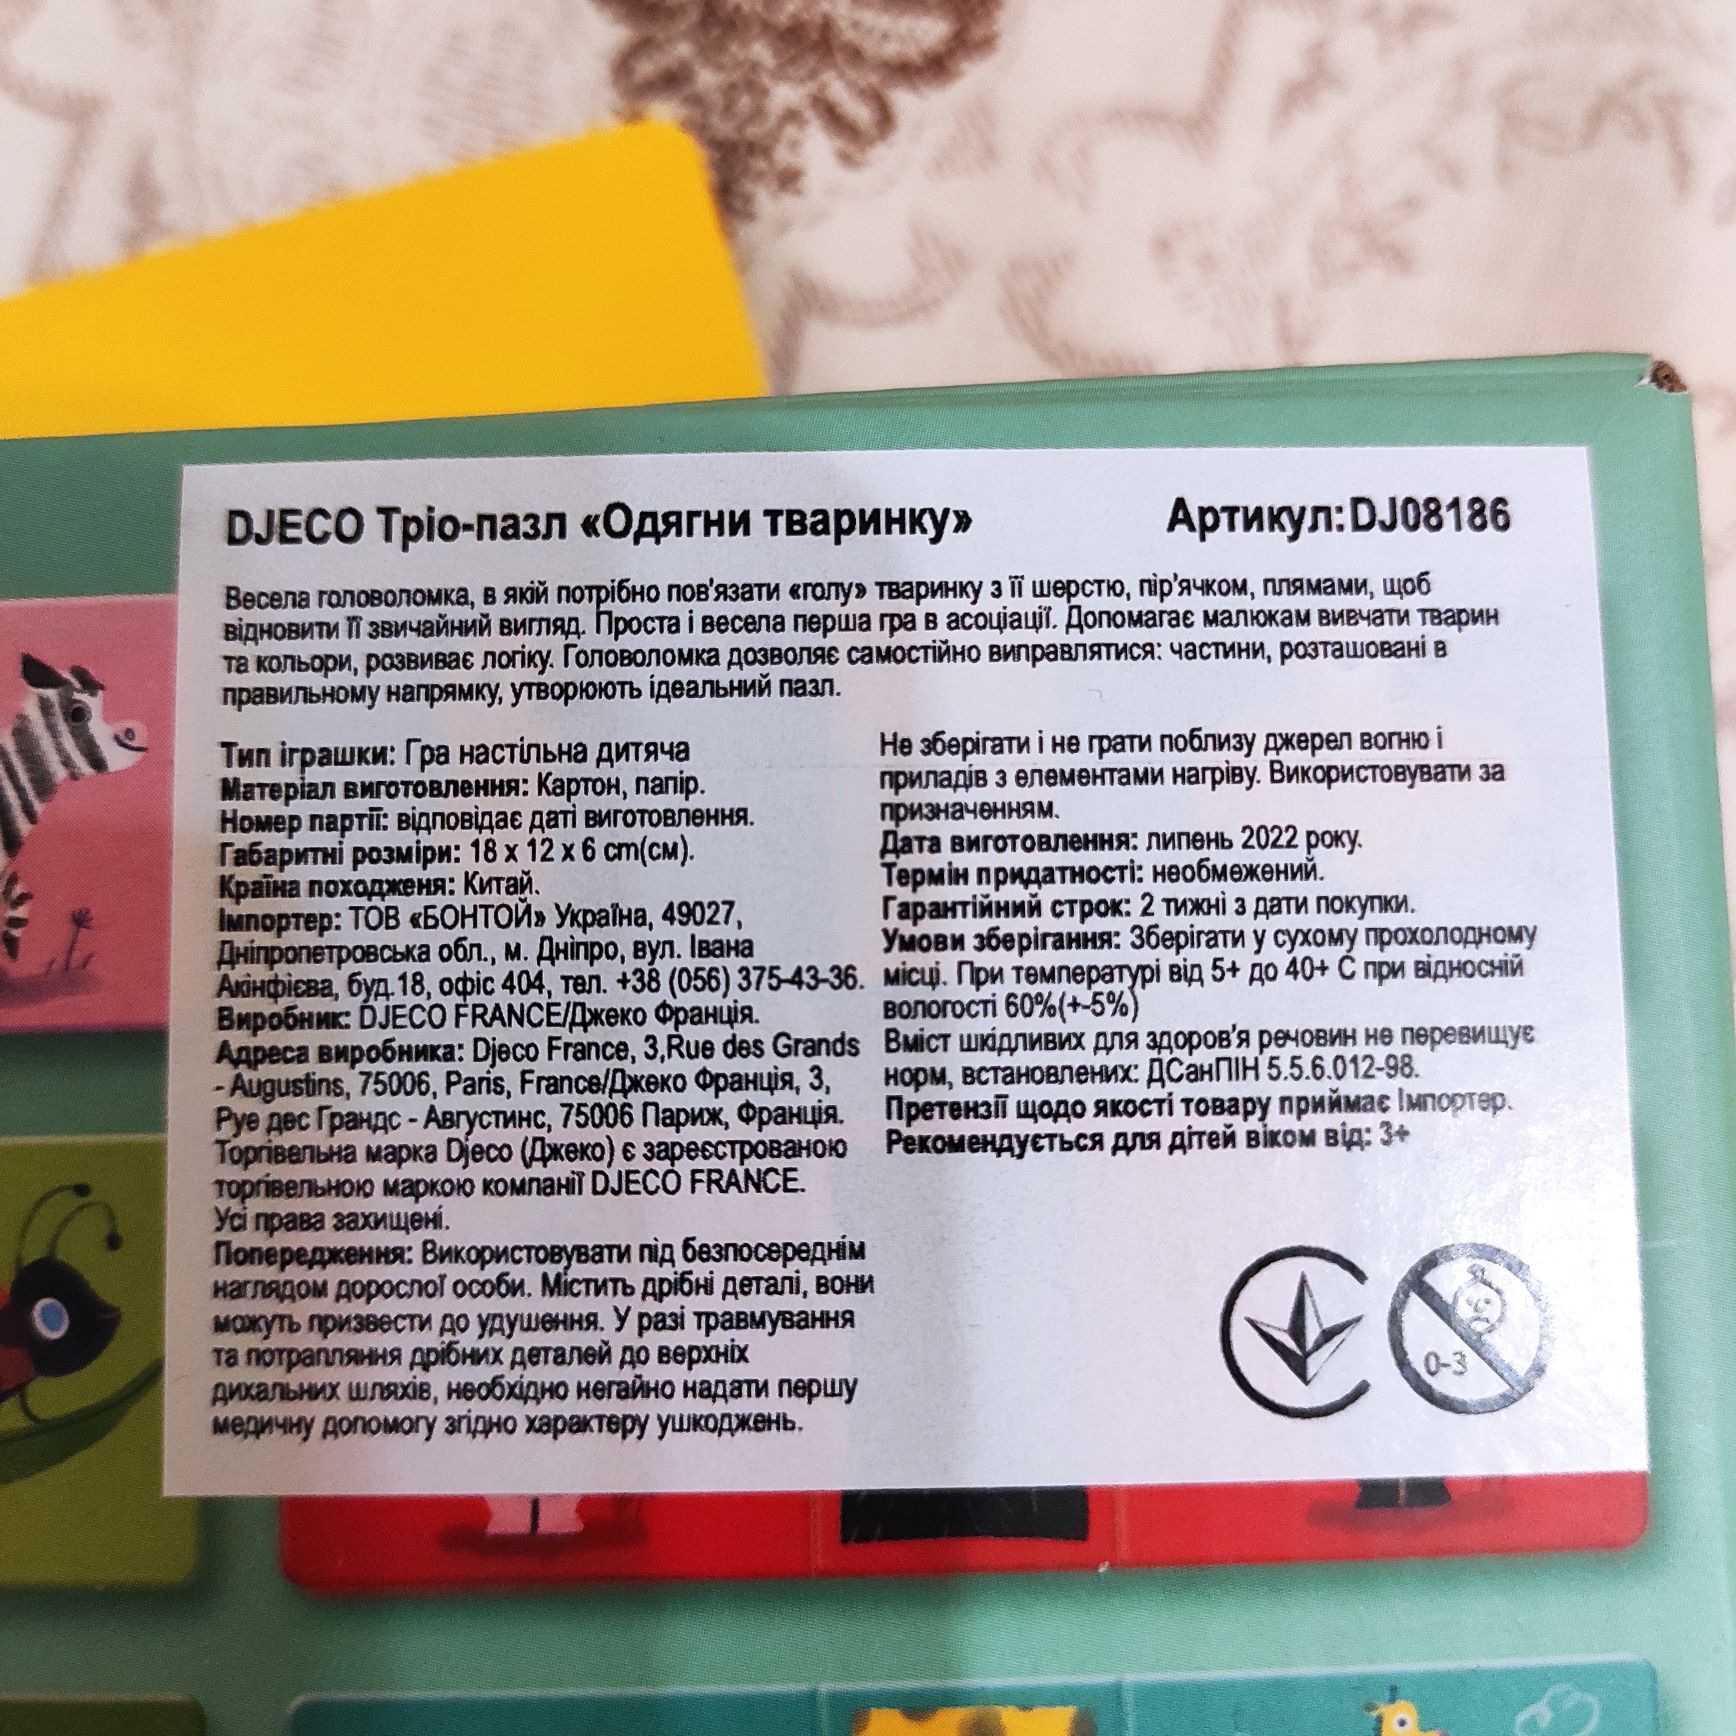 DJECO Тріо-пазл «Одягни тваринку»
Артикул:DJ08186
Весела головоломка, в якій потрібно пов'язати «голу» тваринку з її шерстю, пір'ячком, плямами, щоб
відновити її звичайний вигляд. Проста і весела перша гра в асоціації. Допомагає малюкам вивчати тварин
та кольори, розвиває логіку. Головоломка дозволяє самостійно виправлятися: частини, розташовані в
правильному напрямку, утворюють ідеальний пазл.
Тип іграшки: Гра настільна дитяча
Матеріал виготовлення: Картон, папір.
Номер партії: відповідає даті виготовлення.
Габаритні розміри: 18 х 12 х 6 cm(см).
Країна походженя: Китай.
Імпортер: ТОВ «БОНТОЙ» Україна, 49027,
Дніпропетровська обл., м. Дніпро, вул. Івана
Акінфієва, буд.18, офіс 404, тел. +38 (056) 375-43-36.
Виробник: DJECO FRANCE/Джеко Франція.
Адреса виробника: Djeco France, 3,Rue des Grands
- Augustins, 75006, Paris, France/Джеко Франція, 3,
Руе дес Грандс - Августинс, 75006 Париж, Франція.
Торгівельна марка Djeco (Джеко) є зареєстрованою
торгівельною маркою компанії DJECO FRANCE.
Усі права захищені.
Попередження: Використовувати під безпосереднім
наглядом дорослої особи. Містить дрібні деталі, вони
можуть призвести до удушення. У разі травмування
та потрапляння дрібних деталей до верхніх
дихальних шляхів, необхідно негайно надати першу
медичну допомогу згідно характеру ушкоджень.
Не зберігати і не грати поблизу джерел вогню і
приладів з елементами нагріву. Використовувати за
призначенням.
Дата виготовлення: липень 2022 року.
Термін придатності: необмежений.
Гарантійний строк: 2 тижні з дати покупки.
Умови зберігання: Зберігати у сухому прохолодному
місці. При температурі від 5+ до 40+ С при відносній
вологості 60%(+-5%)
Вміст шкідливих для здоров'я речовин не перевищує
норм, встановлених: ДСанПІН 5.5.6.012-98.
Претензії щодо якості товару приймає Імпортер.
Рекомендується для дітей віком від: 3+
0-3